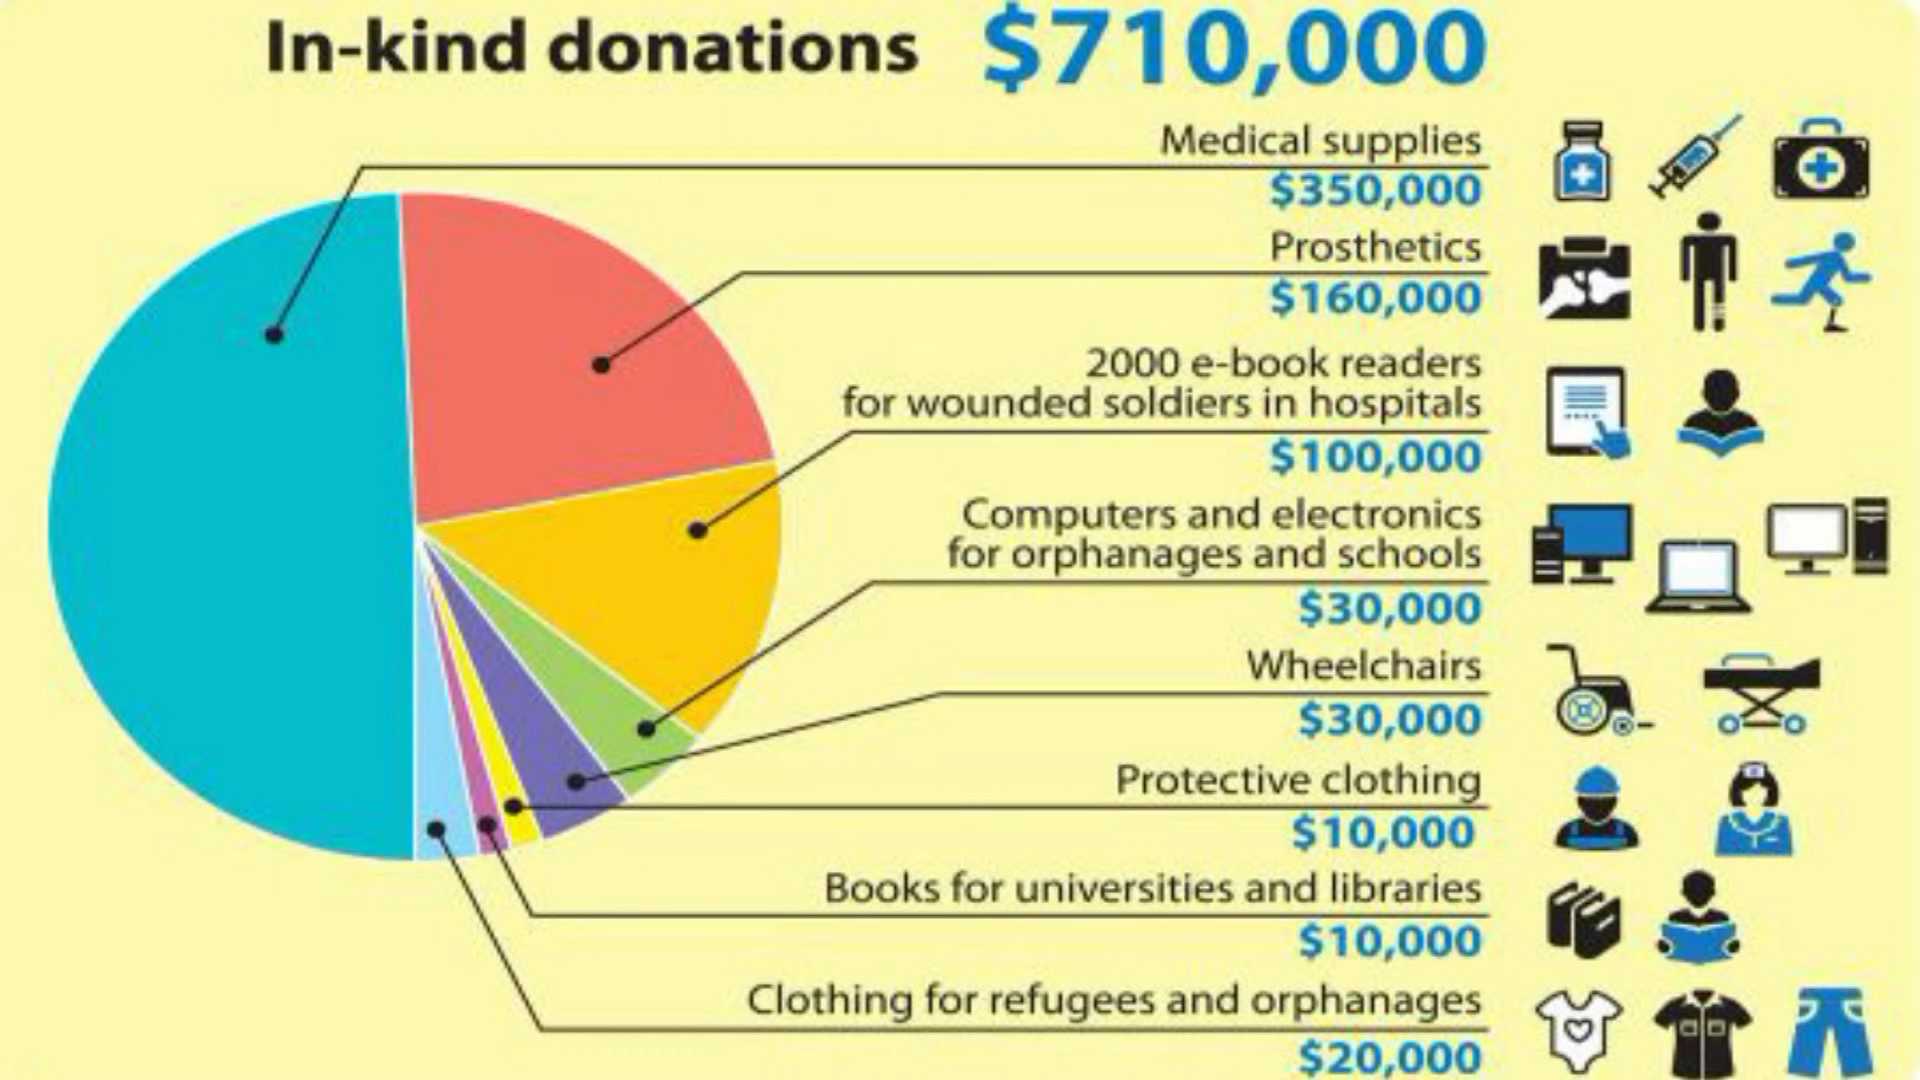 In-kind donations $710,000
Medical supplies
$350,000
Prosthetics
$160,000
2000 e-book readers
for wounded soldiers in hospitals
$100,000
Computers and electronics
for orphanages and schools
$30,000
Wheelchairs
$30,000
Protective clothing
$10,000
Books for universities and libraries
$10,000
Clothing for refugees and orphanages
$20,000